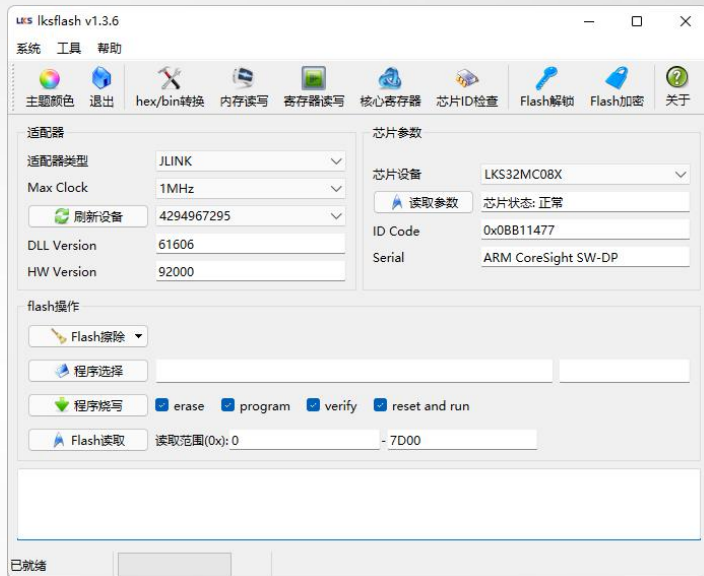 LKS lksflash v1.3.6
系统 工具 帮助
主题颜色 退出 hex/bin转换 内存读写 寄存器读写 核心寄存器 芯片ID检查 Flash解锁 Flash加密 关于
适配器
适配器类型 JLINK
Max Clock 1MHz
刷新设备 4294967295
DLL Version 61606
HW Version 92000
芯片参数
芯片设备 LKS32MC08X
读取参数 芯片状态: 正常
ID Code 0x0BB11477
Serial ARM CoreSight SW-DP
flash操作
Flash擦除
程序选择
程序烧写 erase program verify reset and run
Flash读取 读取范围(0x): 0 - 7D00
已就绪